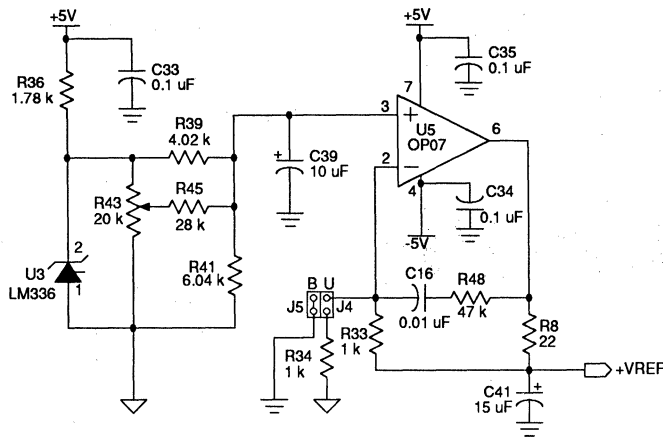 +5V
+5V
R36
1.78 k
C33
0.1 uF
C35
0.1 uF
7
R39
4.02 k
3
+
U5
OP07
6
+
C39
10 uF
2
−
R43
20 k
R45
28 k
4
C34
0.1 uF
-5V
2
U3
LM336
1
R41
6.04 k
B U
J5
J4
C16
0.01 uF
R48
47 k
R33
1 k
R8
22
R34
1 k
+VREF
C41
15 uF
+